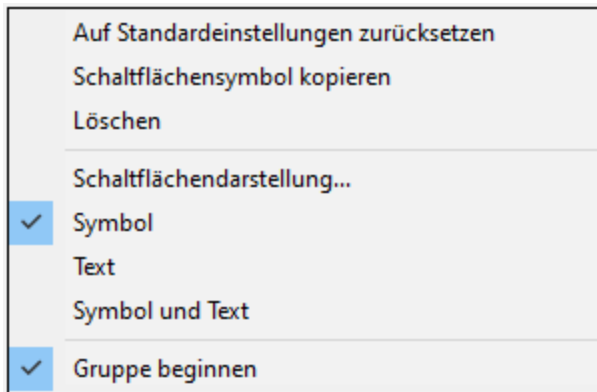 Auf Standardeinstellungen zurücksetzen
Schaltflächensymbol kopieren
Löschen
Schaltflächendarstellung...
Symbol
Text
Symbol und Text
Gruppe beginnen